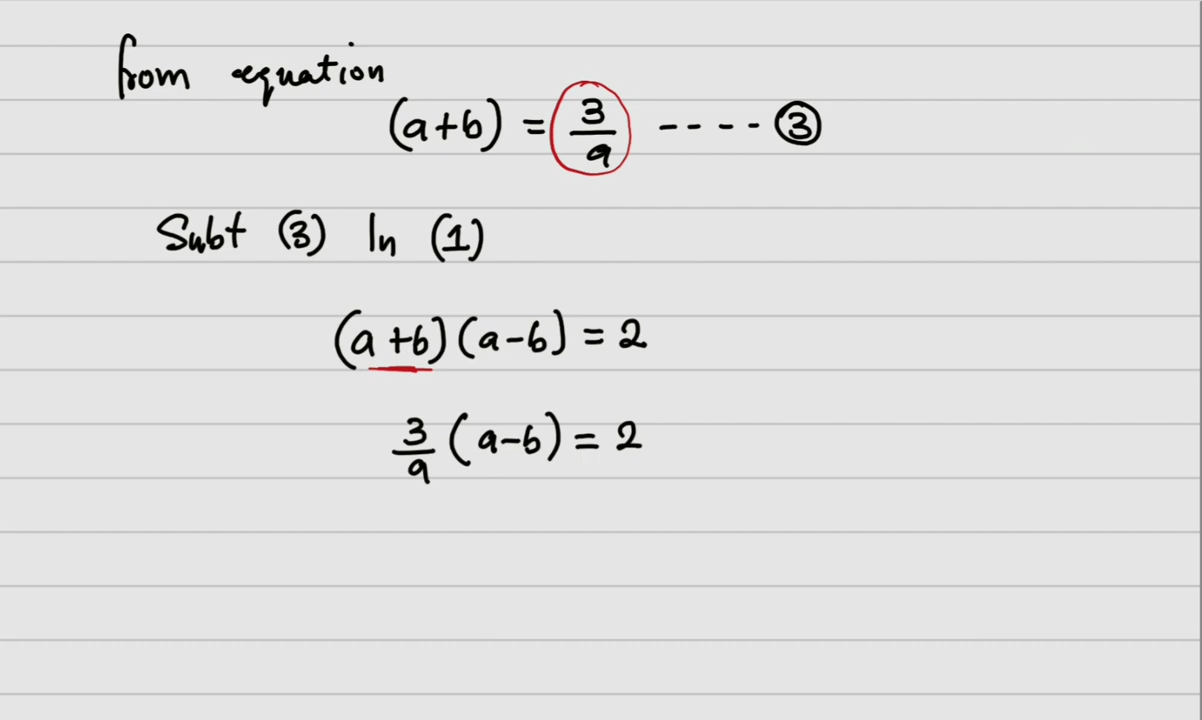 from equation
(a+b) = 3/a ---- ③
Subt (3) In (1)
(a+b)(a-b) = 2
3/a (a-b) = 2